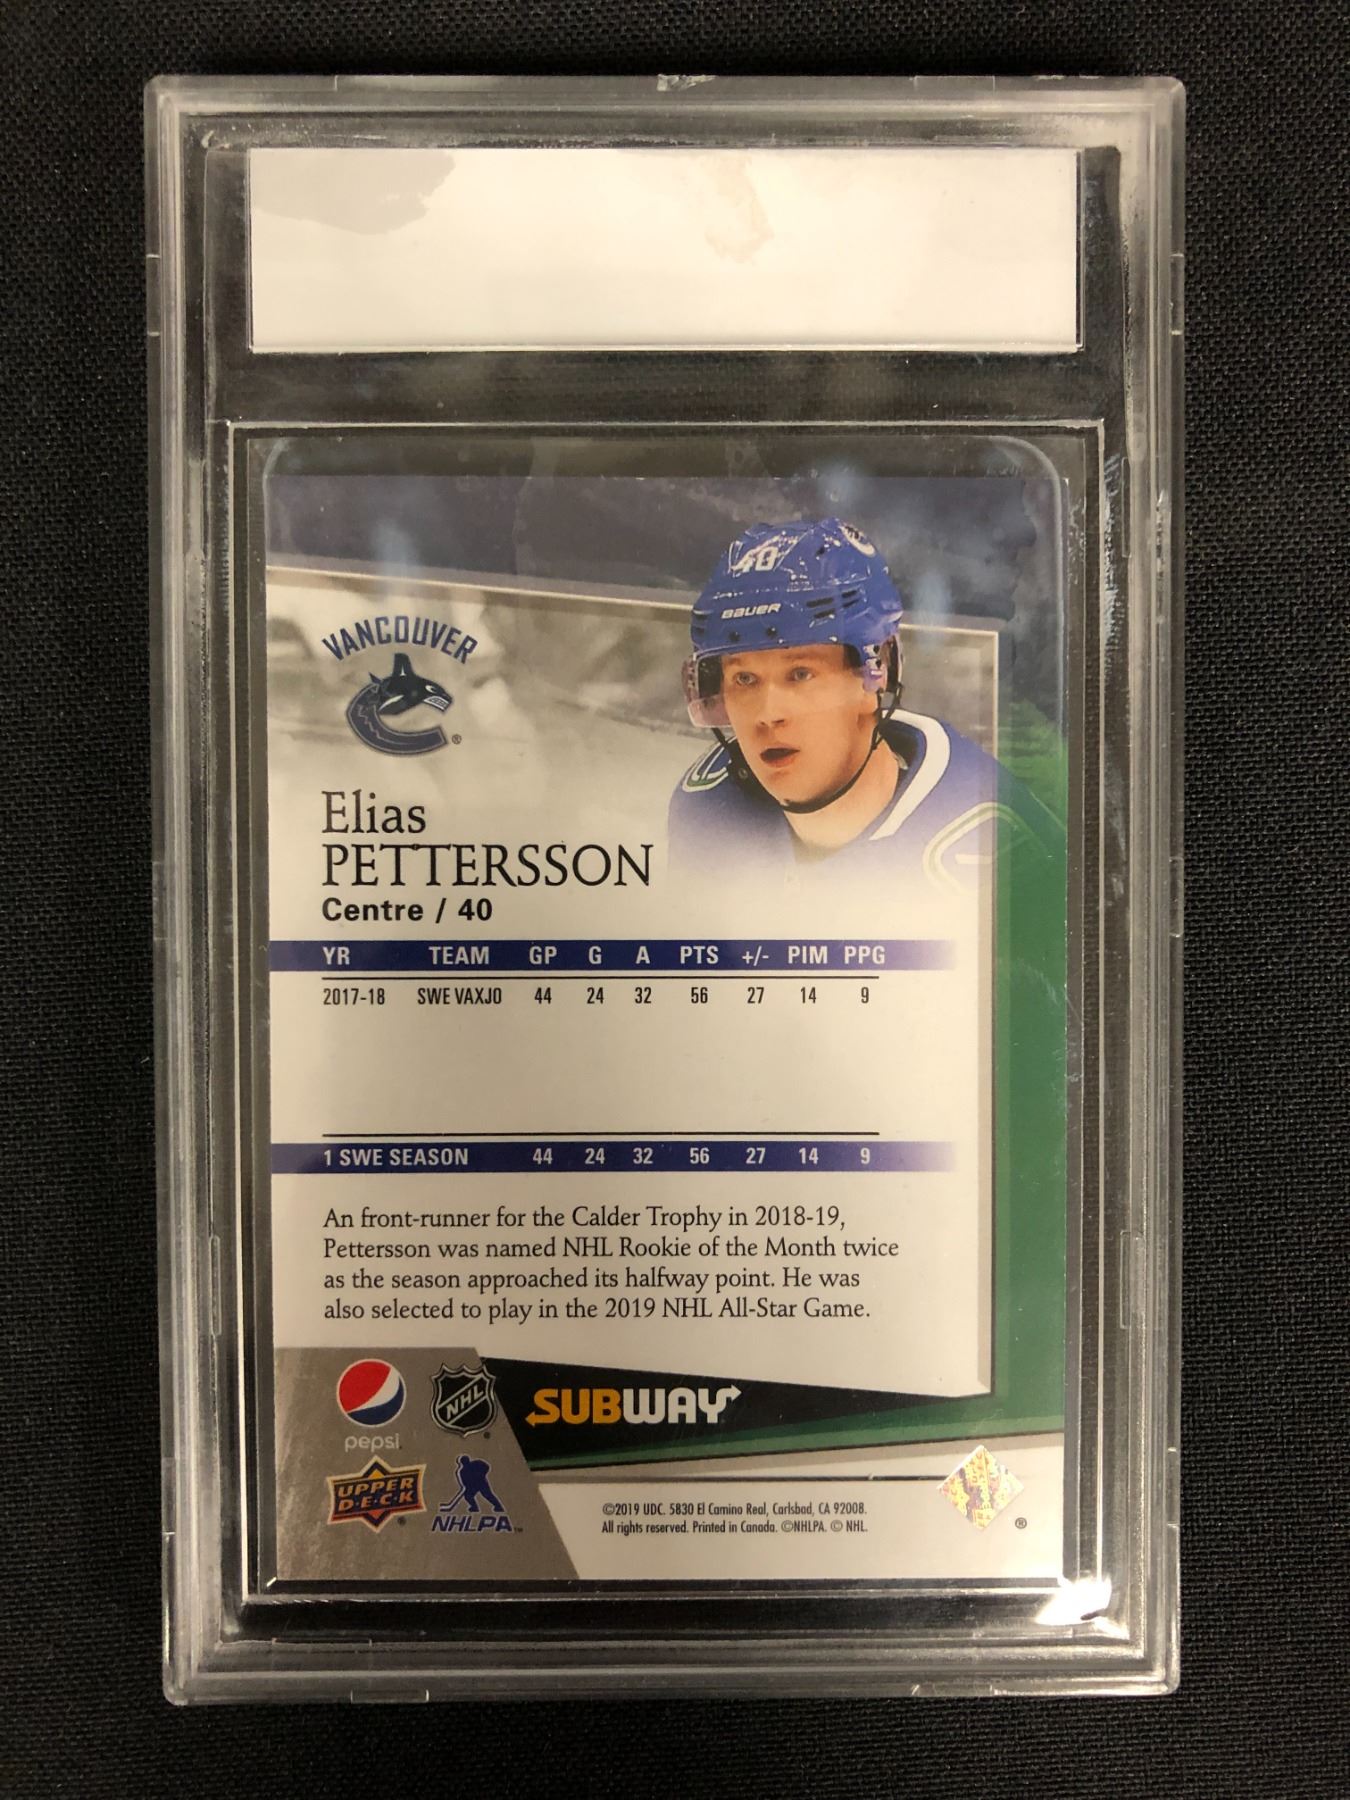 40
BAUER
VANCOUVER
®
Elias
PETTERSSON
Centre / 40
YR TEAM GP G A PTS +/- PIM PPG
2017-18 SWE VAXJO 44 24 32 56 27 14 9
1 SWE SEASON 44 24 32 56 27 14 9
An front-runner for the Calder Trophy in 2018-19,
Pettersson was named NHL Rookie of the Month twice
as the season approached its halfway point. He was
also selected to play in the 2019 NHL All-Star Game.
pepsi
NHL
®
SUBWAY
UPPER
D·E·C·K
®
NHLPA™
©2019 UDC. 5830 El Camino Real, Carlsbad, CA 92008.
All rights reserved. Printed in Canada. ©NHLPA. © NHL.
®